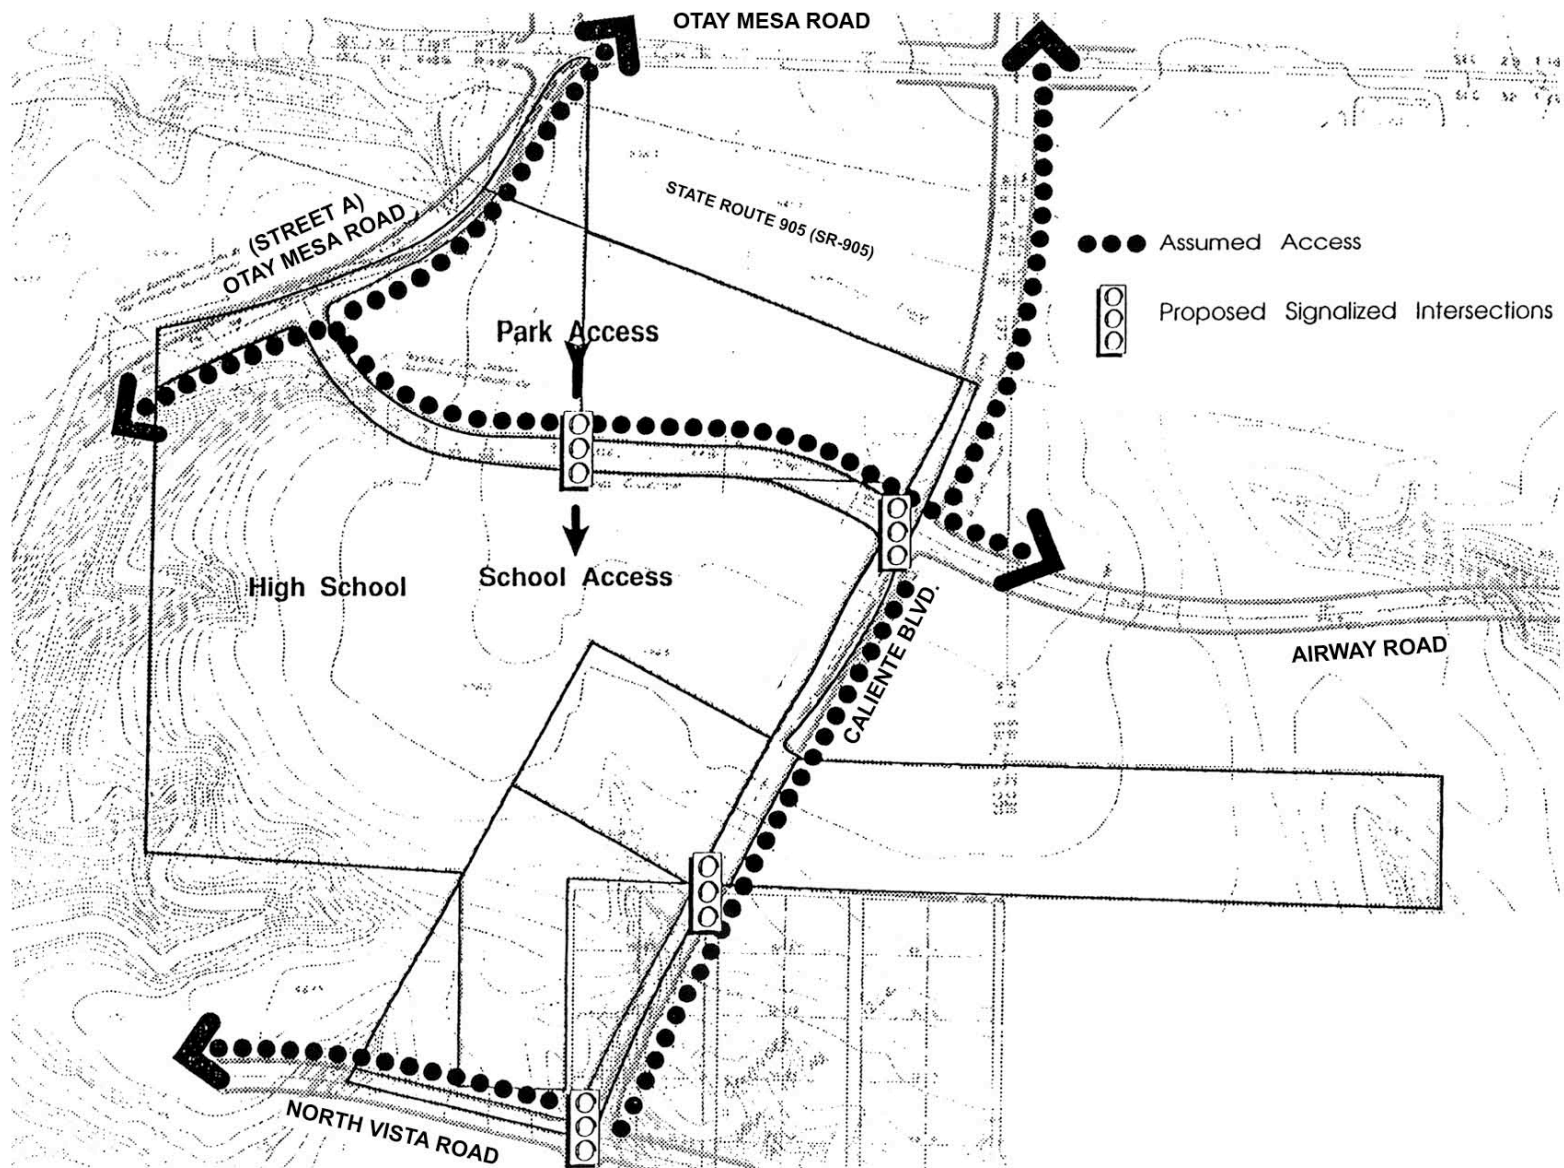 OTAY MESA ROAD
(STREET A)
OTAY MESA ROAD
STATE ROUTE 905 (SR-905)
Assumed Access
Proposed Signalized Intersections
Park Access
High School
School Access
CALIENTE BLVD.
AIRWAY ROAD
NORTH VISTA ROAD